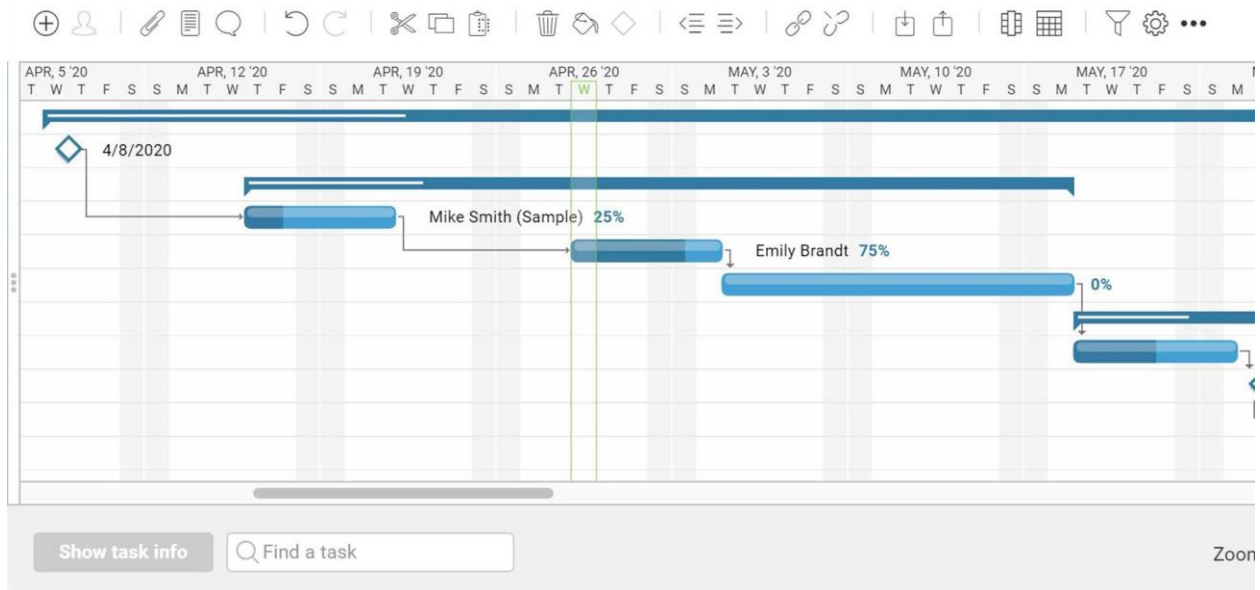 APR, 5 '20 APR, 12 '20 APR, 19 '20 APR, 26 '20 MAY, 3 '20 MAY, 10 '20 MAY, 17 '20
T W T F S S M T W T F S S M T W T F S S M T W T F S S M T W T F S S M T W T F S S M T W T F S S M
4/8/2020
Mike Smith (Sample) 25%
Emily Brandt 75%
0%
Show task info Find a task Zoom